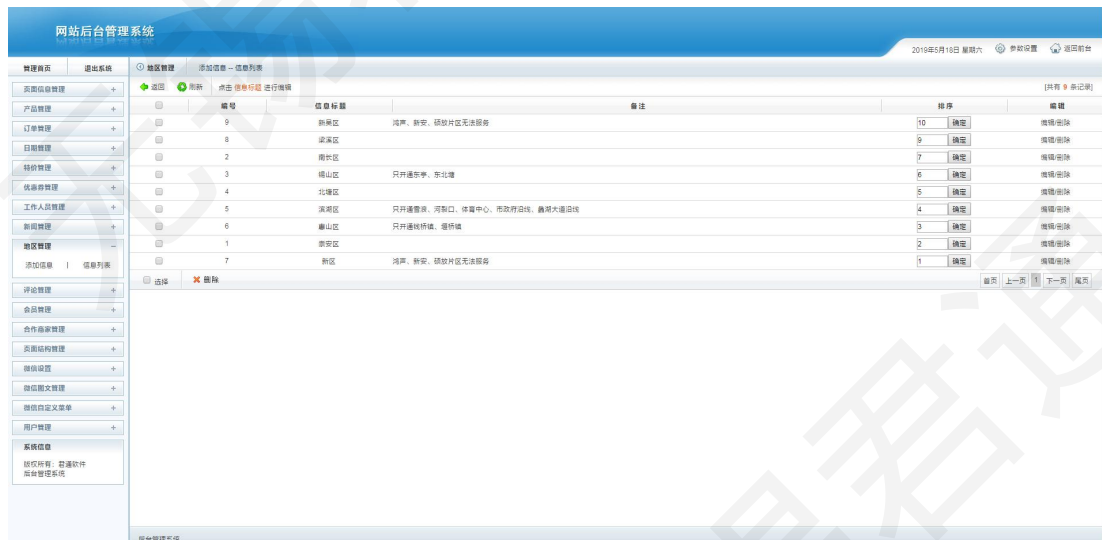 网站后台管理系统
2019年5月18日 星期六 参数设置 返回前台
管理首页 退出系统 地区管理 添加信息 – 信息列表
页面信息管理 + 返回 刷新 点击 信息标题 进行编辑 [共有 9 条记录]
产品管理 + 编号 信息标题 备注 排序 编辑
订单管理 + 9 新吴区 鸿声、新安、硕放片区无法服务 10 确定 编辑/删除
日期管理 + 8 梁溪区 9 确定 编辑/删除
特价管理 + 2 南长区 7 确定 编辑/删除
优惠券管理 + 3 锡山区 只开通东亭、东北塘 6 确定 编辑/删除
工作人员管理 + 4 北塘区 5 确定 编辑/删除
新闻管理 + 5 滨湖区 只开通雪浪、河埒口、体育中心、市政府沿线、蠡湖大道沿线 4 确定 编辑/删除
地区管理 − 6 惠山区 只开通钱桥镇、堰桥镇 3 确定 编辑/删除
1 崇安区 2 确定 编辑/删除
添加信息 | 信息列表 7 新区 鸿声、新安、硕放片区无法服务 1 确定 编辑/删除
选择 删除 首页 上一页 1 下一页 尾页
评论管理 +
会员管理 +
合作商家管理 +
页面结构管理 +
微信设置 +
微信图文管理 +
微信自定义菜单 +
用户管理 +
系统信息
版权所有：君通软件
后台管理系统
后台管理系统
无锡君通